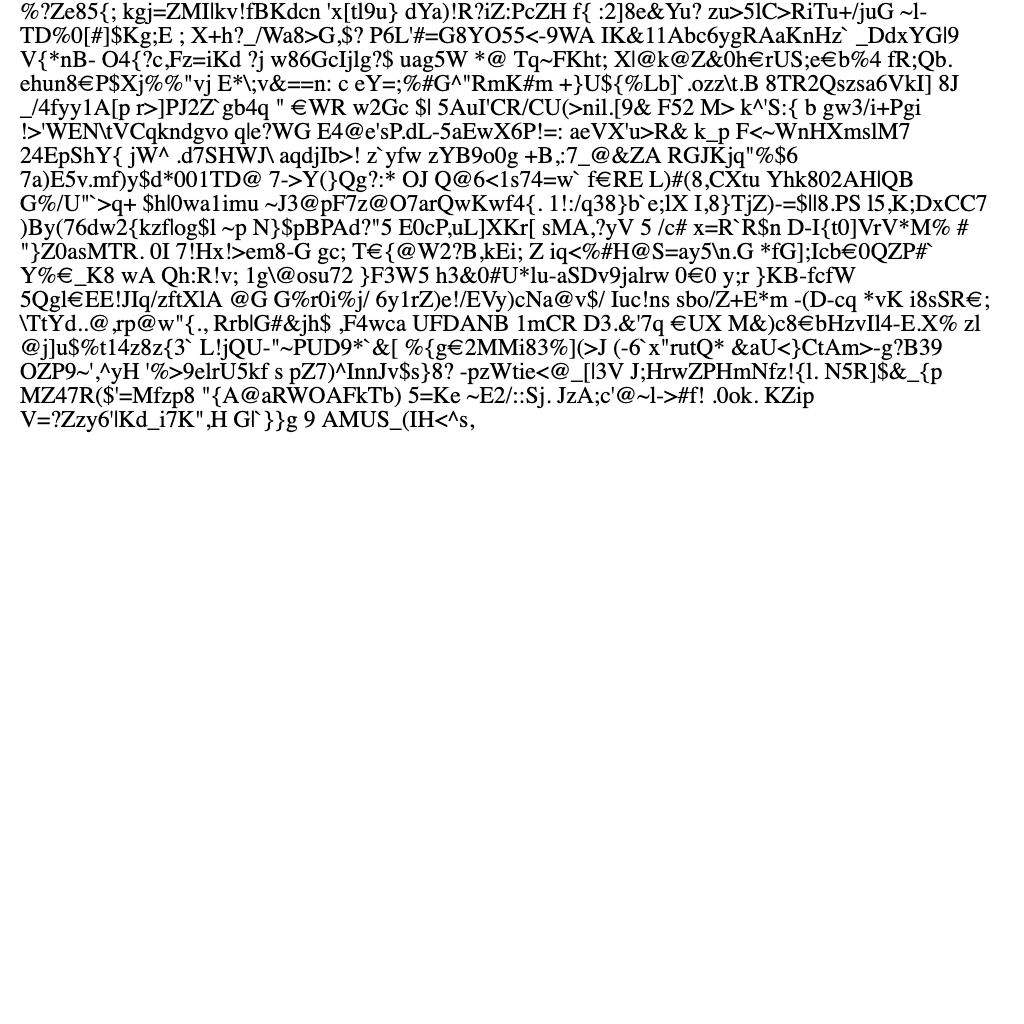 %?Ze85{; kgj=ZMI|kv!fBKdcn 'x[tl9u} dYa)!R?iZ:PcZH f{ :2]8e&Yu? zu>5lC>RiTu+/juG ~l-
TD%0[#]$Kg;E ; X+h?_/Wa8>G,$? P6L'#=G8YO55<-9WA IK&11Abc6ygRAaKnHz` _DdxYG|9
V{*nB- O4{?c,Fz=iKd ?j w86GcIjlg?$ uag5W *@ Tq~FKht; X|@k@Z&0h€rUS;e€b%4 fR;Qb.
ehun8€P$Xj%%"vj E*\;v&==n: c eY=;%#G^"RmK#m +}U${%Lb]` .ozz\t.B 8TR2Qszsa6VkI] 8J
_/4fyy1A[p r>]PJ2Z`gb4q " €WR w2Gc $| 5AuI'CR/CU(>niI.[9& F52 M> k^'S:{ b gw3/i+Pgi
!>'WEN\tVCqkndgvo q|e?WG E4@e'sP.dL-5aEwX6P!=: aeVX'u>R& k_p F<~WnHXmslM7
24EpShY{ jW^ .d7SHWJ\ aqdjIb>! z`yfw zYB9o0g +B,:7_@&ZA RGJKjq"%$6
7a)E5v.mf)y$d*001TD@ 7->Y(}Qg?:* OJ Q@6<1s74=w` f€RE L)#(8,CXtu Yhk802AH|QB
G%/U"`>q+ $h|0wa1imu ~J3@pF7z@O7arQwKwf4{. 1!:/q38}b`e;lX I,8}TjZ)-=$l|8.PS l5,K;DxCC7
)By(76dw2{kzflog$l ~p N}$pBPAd?"5 E0cP,uL]XKr[ sMA,?yV 5 /c# x=R`R$n D-I{t0]VrV*M% #
"}Z0asMTR. 0I 7!Hx!>em8-G gc; T€{@W2?B,kEi; Z iq<%#H@S=ay5\n.G *fG];Icb€0QZP#`
Y%€_K8 wA Qh:R!v; 1g\@osu72 }F3W5 h3&0#U*lu-aSDv9jalrw 0€0 y;r }KB-fcfW
5Qgl€EE!JIq/zftXlA @G G%r0i%j/ 6y1rZ)e!/EVy)cNa@v$/ Iuc!ns sbo/Z+E*m -(D-cq *vK i8sSR€;
\TtYd..@,rp@w"{., Rrb|G#&jh$ ,F4wca UFDANB 1mCR D3.&'7q €UX M&)c8€bHzvIl4-E.X% zl
@j]u$%t14z8z{3` L!jQU-"~PUD9*`&[ %{g€2MMi83%](>J (-6`x"rutQ* &aU<}CtAm>-g?B39
OZP9~',^yH '%>9elrU5kf s pZ7)^InnJv$s}8? -pzWtie<@_[|3V J;HrwZPHmNfz!{l. N5R]$&_{p
MZ47R($'=Mfzp8 "{A@aRWOAFkTb) 5=Ke ~E2/::Sj. JzA;c'@~l->#f! .0ok. KZip
V=?Zzy6'|Kd_i7K",H G|`}}g 9 AMUS_(IH<^s,